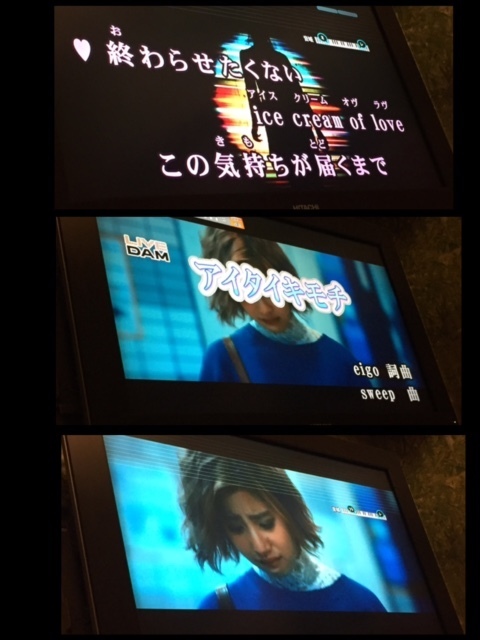 お
♥ 終わらせたくない
アイス クリーム オヴ ラヴ
ice cream of love
き も とど
この気持ちが届くまで
HITACHI
LIVE
DAM
アイタイキモチ
eigo 詞曲
sweep 曲